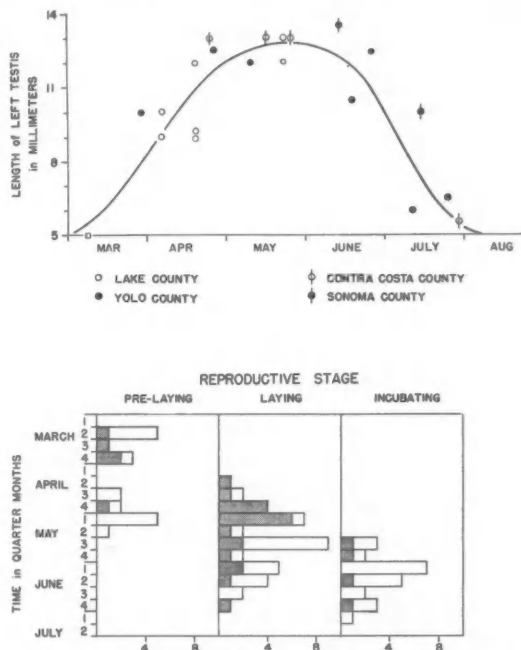 14
11
8
5
LENGTH of LEFT TESTIS
in MILLIMETERS
MAR APR MAY JUNE JULY AUG
○ LAKE COUNTY
● YOLO COUNTY
CONTRA COSTA COUNTY
SONOMA COUNTY
REPRODUCTIVE STAGE
PRE-LAYING LAYING INCUBATING
TIME in QUARTER MONTHS
1
MARCH 2
3
4
1
APRIL 2
3
4
1
MAY 2
3
4
1
JUNE 2
3
4
1
JULY 2
4 8 4 8 4 8